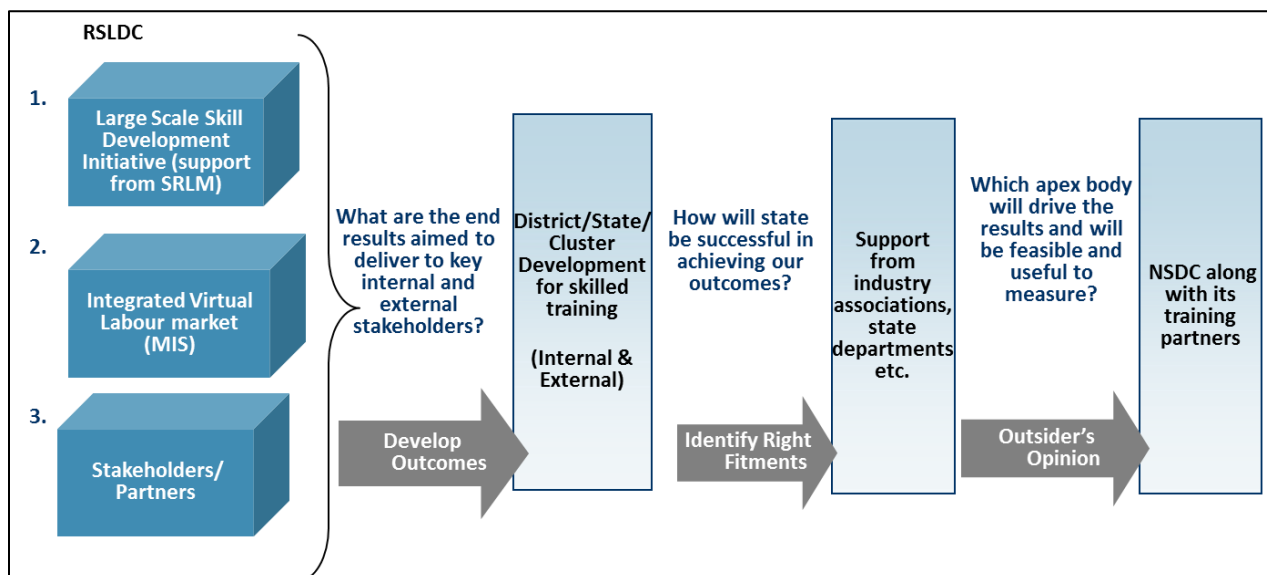 RSLDC
1.
Large Scale Skill
Development
Initiative (support
from SRLM)
2.
Integrated Virtual
Labour market
(MIS)
3.
Stakeholders/
Partners
What are the end
results aimed to
deliver to key
internal and
external
stakeholders?
Develop
Outcomes
District/State/
Cluster
Development
for skilled
training
(Internal &
External)
How will state
be successful in
achieving our
outcomes?
Identify Right
Fitments
Support
from
industry
associations,
state
departments
etc.
Which apex body
will drive the
results and will
be feasible and
useful to
measure?
Outsider’s
Opinion
NSDC along
with its
training
partners